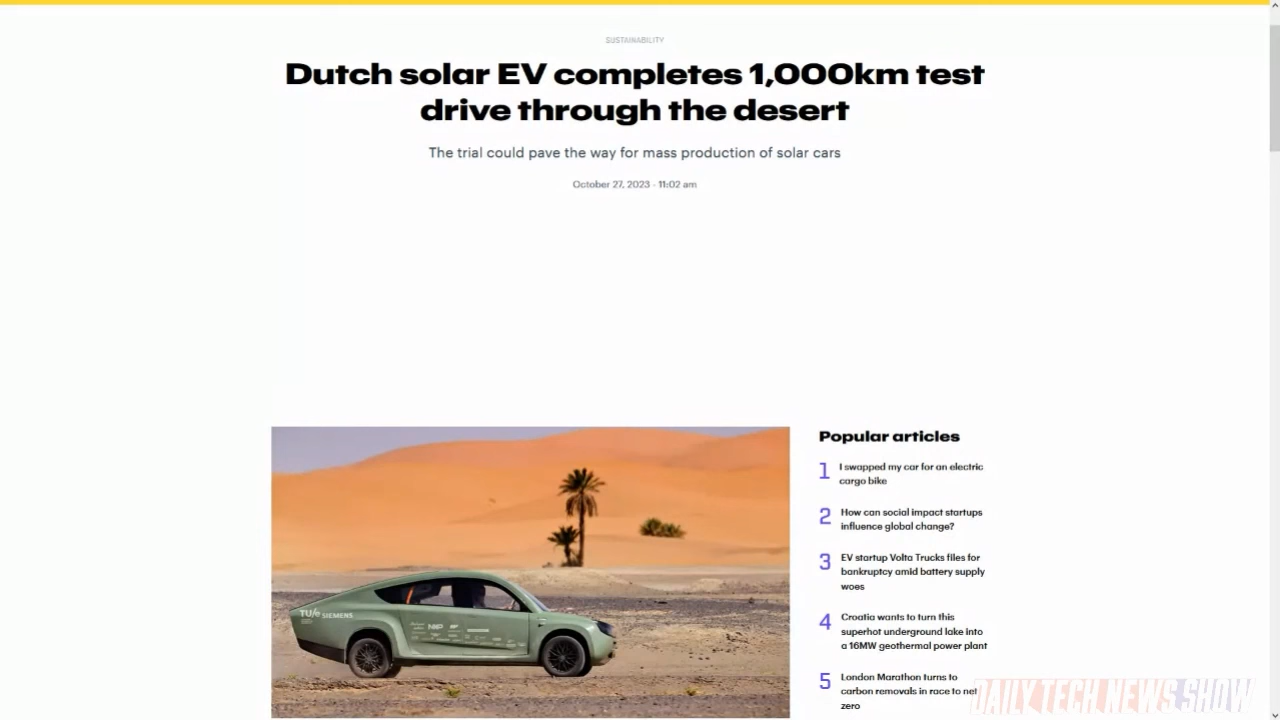 SUSTAINABILITY
Dutch solar EV completes 1,000km test
drive through the desert
The trial could pave the way for mass production of solar cars
October 27, 2023 - 11:02 am
Popular articles
1 I swapped my car for an electric
cargo bike
2 How can social impact startups
influence global change?
3 EV startup Volta Trucks files for
bankruptcy amid battery supply
woes
4 Croatia wants to turn this
superhot underground lake into
a 16MW geothermal power plant
5 London Marathon turns to
carbon removals in race to net
zero
TU/e SIEMENS
NXP
DAILY TECH NEWS SHOW